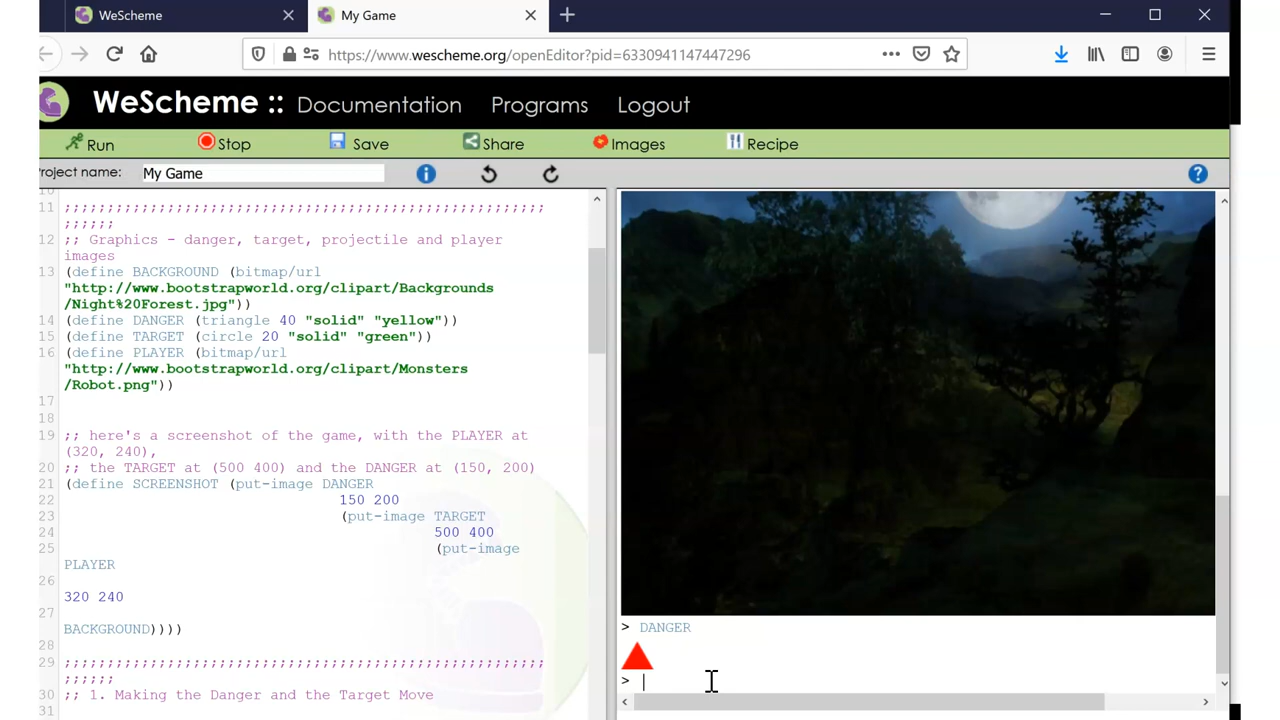 WeScheme
My Game
https://www.wescheme.org/openEditor?pid=6330941147447296
WeScheme :: Documentation Programs Logout
Run Stop Save Share Images Recipe
roject name: My Game
10
11 ;;;;;;;;;;;;;;;;;;;;;;;;;;;;;;;;;;;;;;;;;;;;;;;;;;;;;;;;
;;;;;;
12 ;; Graphics - danger, target, projectile and player
images
13 (define BACKGROUND (bitmap/url
"http://www.bootstrapworld.org/clipart/Backgrounds
/Night%20Forest.jpg"))
14 (define DANGER (triangle 40 "solid" "yellow"))
15 (define TARGET (circle 20 "solid" "green"))
16 (define PLAYER (bitmap/url
"http://www.bootstrapworld.org/clipart/Monsters
/Robot.png"))
17
18
19 ;; here's a screenshot of the game, with the PLAYER at
(320, 240),
20 ;; the TARGET at (500 400) and the DANGER at (150, 200)
21 (define SCREENSHOT (put-image DANGER
22 150 200
23 (put-image TARGET
24 500 400
25 (put-image
PLAYER
26
320 240
27
BACKGROUND))))
28
29 ;;;;;;;;;;;;;;;;;;;;;;;;;;;;;;;;;;;;;;;;;;;;;;;;;;;;;;;;
;;;;;;
30 ;; 1. Making the Danger and the Target Move
31
> DANGER
>